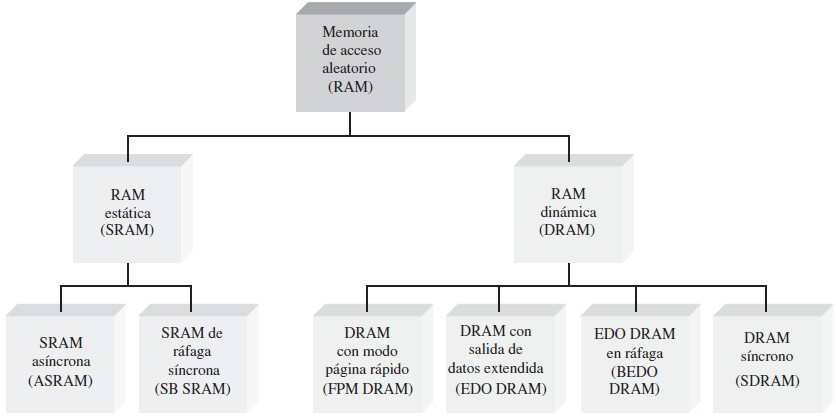 Memoria
de acceso
aleatorio
(RAM)
RAM
estática
(SRAM)
RAM
dinámica
(DRAM)
SRAM
asíncrona
(ASRAM)
SRAM de
ráfaga
síncrona
(SB SRAM)
DRAM
con modo
página rápido
(FPM DRAM)
DRAM con
salida de
datos extendida
(EDO DRAM)
EDO DRAM
en ráfaga
(BEDO
DRAM)
DRAM
síncrono
(SDRAM)